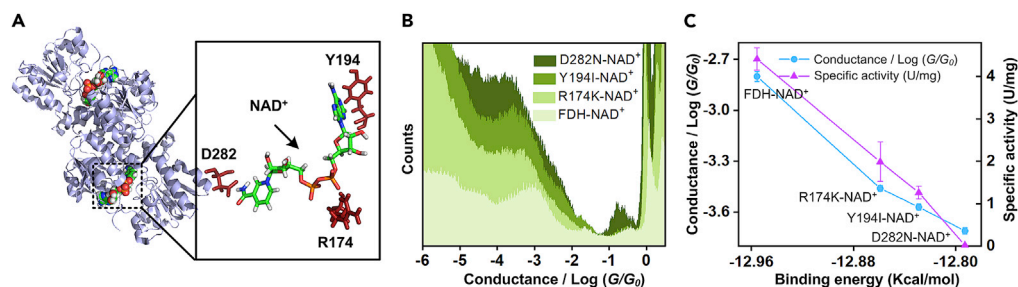 A
Y194
NAD+
D282
R174
B
D282N-NAD+
Y194I-NAD+
R174K-NAD+
FDH-NAD+
Counts
-6 -5 -4 -3 -2 -1 0
Conductance / Log (G/G0)
C
Conductance / Log (G/G0)
Specific activity (U/mg)
FDH-NAD+
R174K-NAD+
Y194I-NAD+
D282N-NAD+
Conductance / Log (G/G0)
-2.7
-3.0
-3.3
-3.6
4
3
2
1
0
Specific activity (U/mg)
-12.96 -12.88 -12.80
Binding energy (Kcal/mol)